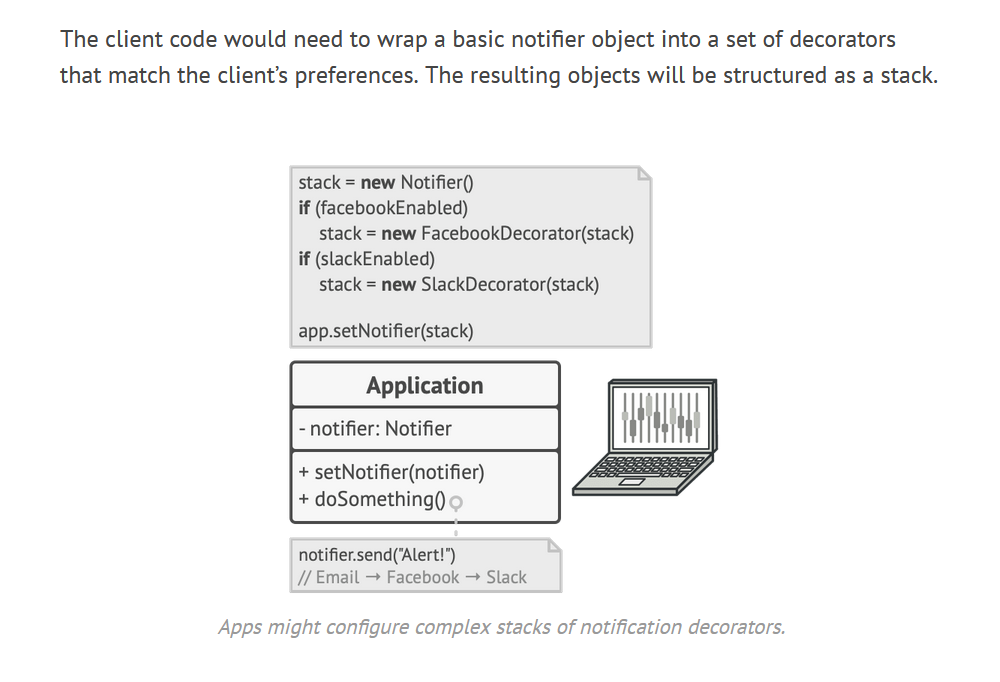 The client code would need to wrap a basic notifier object into a set of decorators
that match the client’s preferences. The resulting objects will be structured as a stack.
stack = new Notifier()
if (facebookEnabled)
stack = new FacebookDecorator(stack)
if (slackEnabled)
stack = new SlackDecorator(stack)
app.setNotifier(stack)
Application
- notifier: Notifier
+ setNotifier(notifier)
+ doSomething()
notifier.send("Alert!")
// Email → Facebook → Slack
Apps might configure complex stacks of notification decorators.